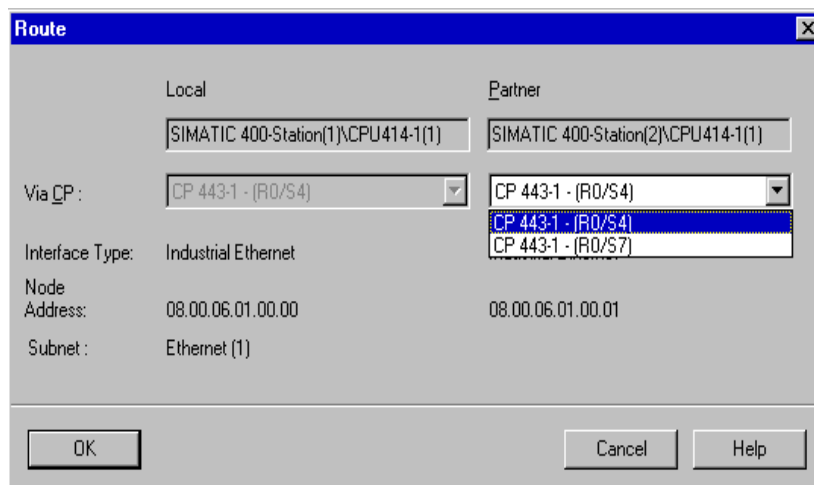 Route
Local Partner
SIMATIC 400-Station(1)\CPU414-1(1) SIMATIC 400-Station(2)\CPU414-1(1)
Via CP : CP 443-1 - (R0/S4) CP 443-1 - (R0/S4)
CP 443-1 - (R0/S4)
CP 443-1 - (R0/S7)
Interface Type: Industrial Ethernet
Node
Address: 08.00.06.01.00.00 08.00.06.01.00.01
Subnet : Ethernet (1)
OK Cancel Help